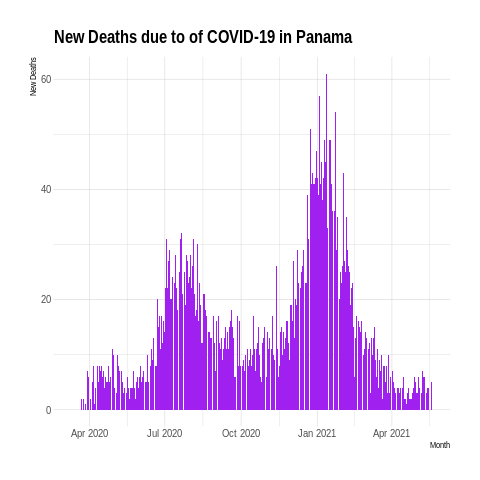 New Deaths due to of COVID-19 in Panama
New Deaths
60
40
20
0
Apr 2020 Jul 2020 Oct 2020 Jan 2021 Apr 2021
Month